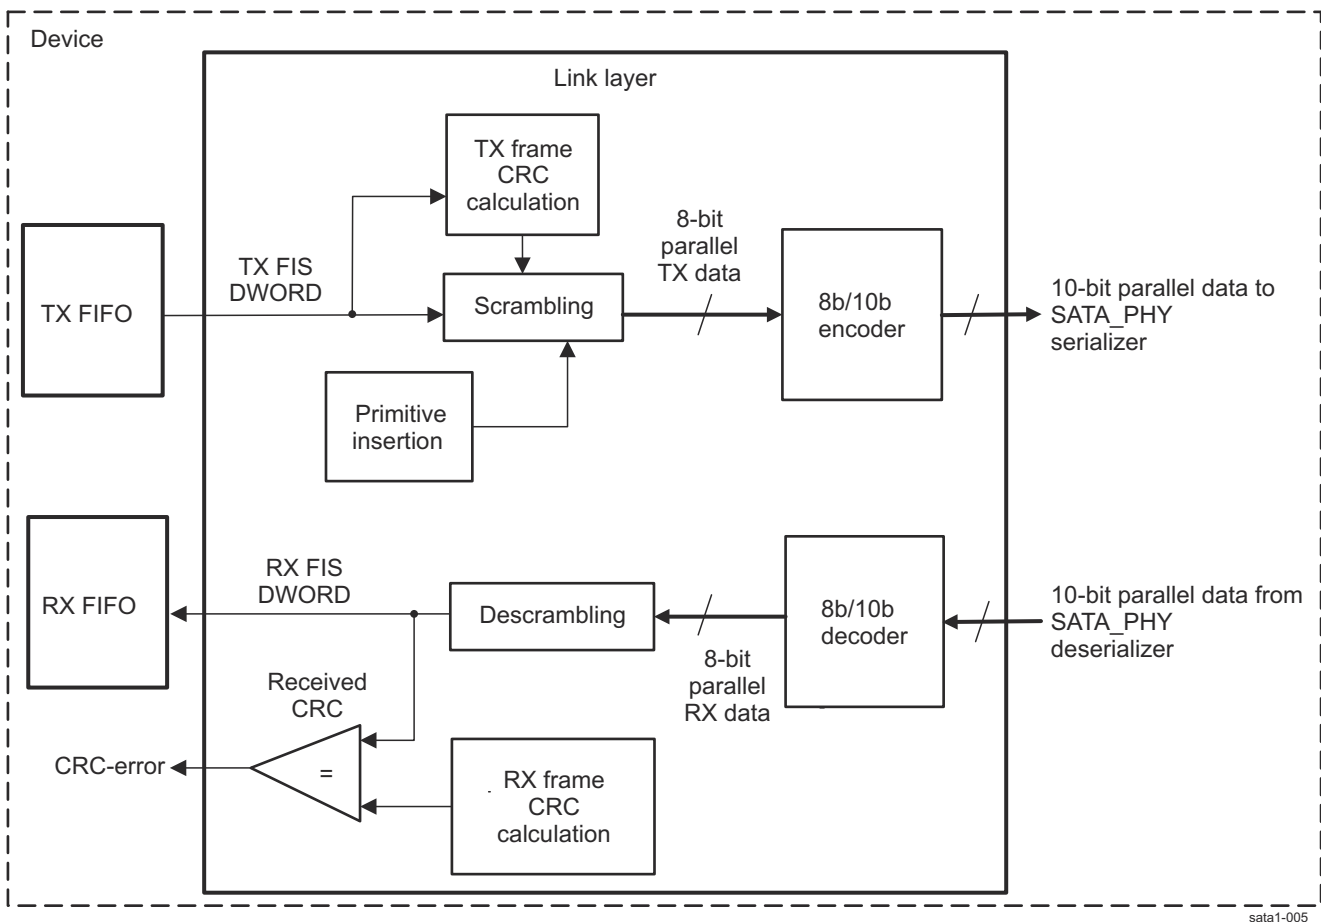 Device
Link layer
TX frame
CRC
calculation
8-bit
parallel
TX data
TX FIFO
TX FIS
DWORD
Scrambling
8b/10b
encoder
10-bit parallel data to
SATA_PHY
serializer
Primitive
insertion
RX FIFO
RX FIS
DWORD
Descrambling
8b/10b
decoder
10-bit parallel data from
SATA_PHY
deserializer
8-bit
parallel
RX data
Received
CRC
CRC-error
=
RX frame
CRC
calculation
sata1-005